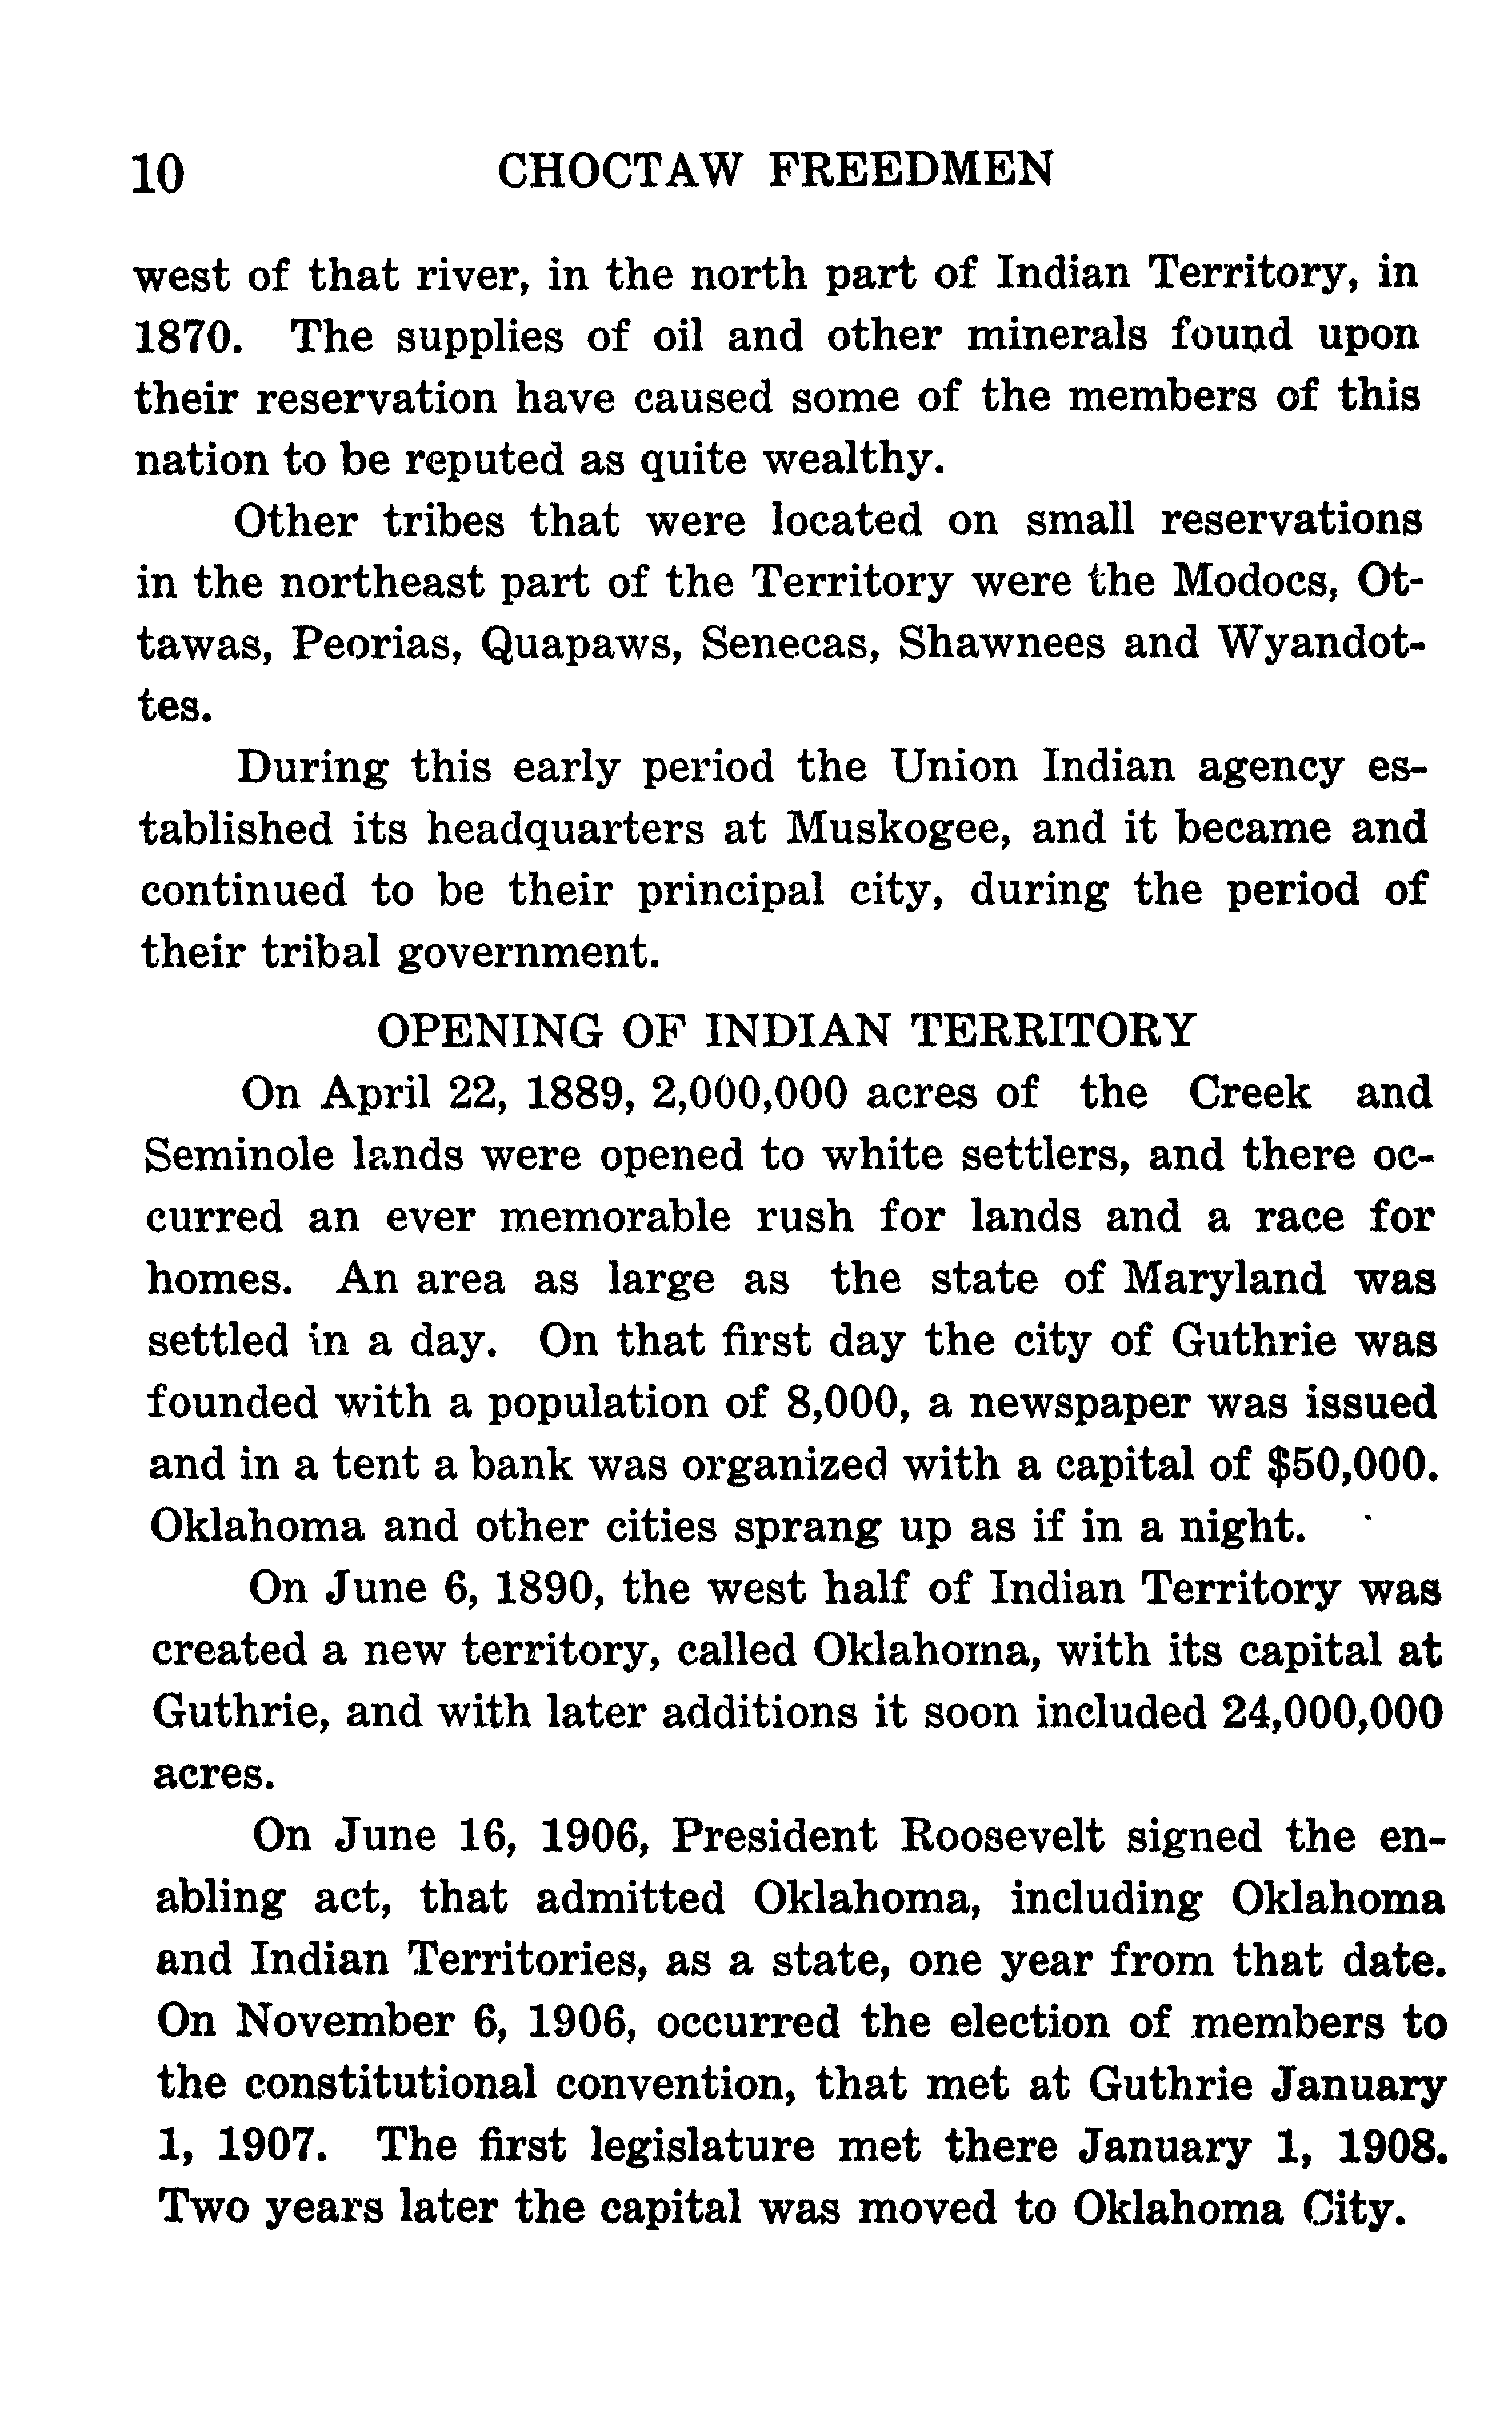 10 CHOCTAW FREEDMEN
west of that river, in the north part of Indian Territory, in
1870. The supplies of oil and other minerals found upon
their reservation have caused some of the members of this
nation to be reputed as quite wealthy.
Other tribes that were located on small reservations
in the northeast part of the Territory were the Modocs, Ot-
tawas, Peorias, Quapaws, Senecas, Shawnees and Wyandot-
tes.
During this early period the Union Indian agency es-
tablished its headquarters at Muskogee, and it became and
continued to be their principal city, during the period of
their tribal government.
OPENING OF INDIAN TERRITORY
On April 22, 1889, 2,000,000 acres of the Creek and
Seminole lands were opened to white settlers, and there oc-
curred an ever memorable rush for lands and a race for
homes. An area as large as the state of Maryland was
settled in a day. On that first day the city of Guthrie was
founded with a population of 8,000, a newspaper was issued
and in a tent a bank was organized with a capital of $50,000.
Oklahoma and other cities sprang up as if in a night.
On June 6, 1890, the west half of Indian Territory was
created a new territory, called Oklahoma, with its capital at
Guthrie, and with later additions it soon included 24,000,000
acres.
On June 16, 1906, President Roosevelt signed the en-
abling act, that admitted Oklahoma, including Oklahoma
and Indian Territories, as a state, one year from that date.
On November 6, 1906, occurred the election of members to
the constitutional convention, that met at Guthrie January
1, 1907. The first legislature met there January 1, 1908.
Two years later the capital was moved to Oklahoma City.